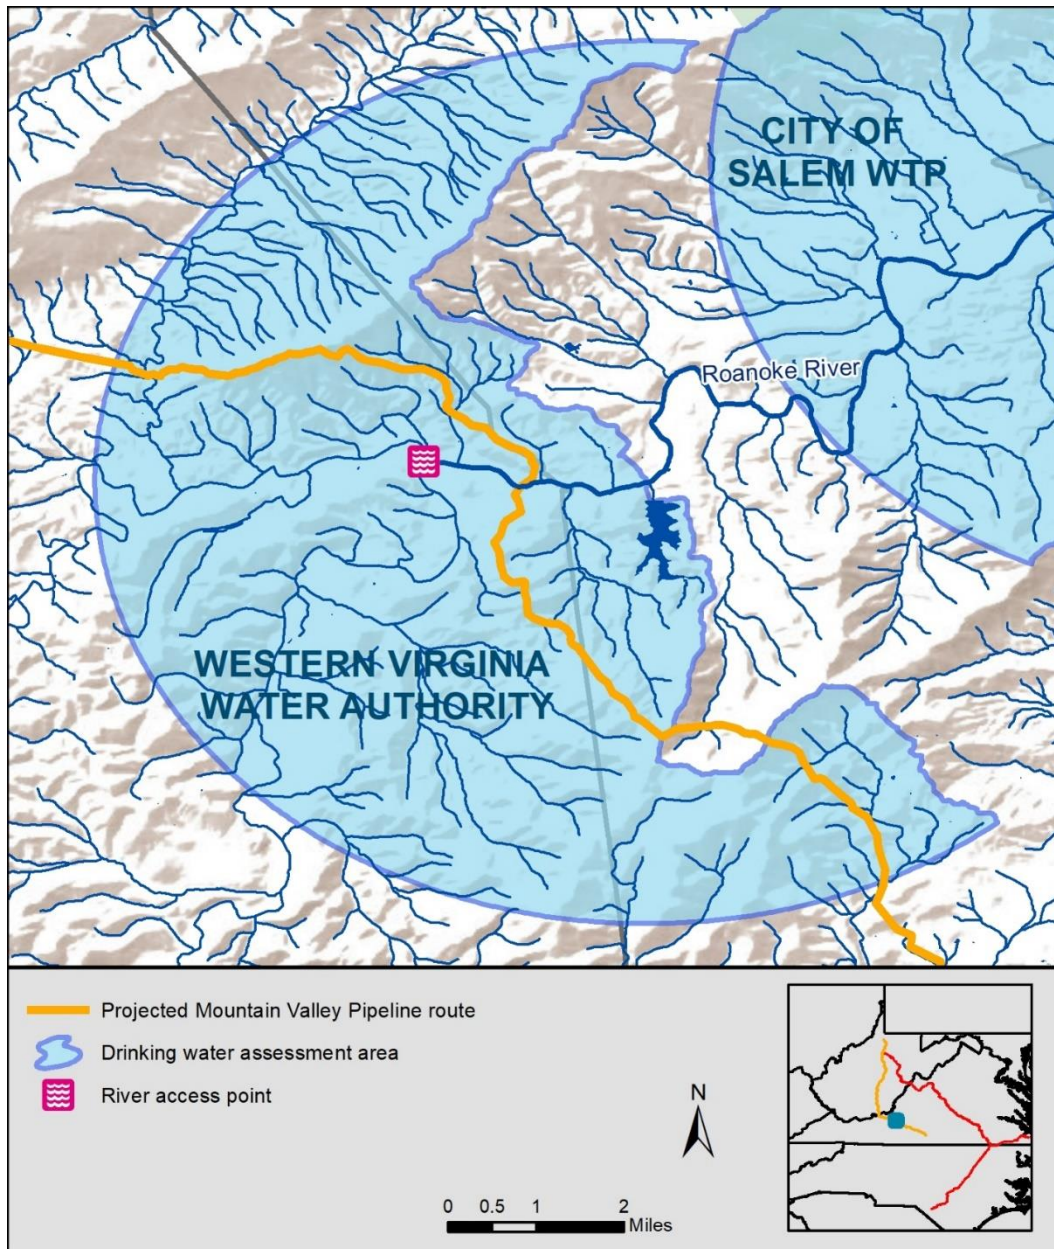 CITY OF
SALEM WTP
Roanoke River
WESTERN VIRGINIA
WATER AUTHORITY
Projected Mountain Valley Pipeline route
Drinking water assessment area
River access point
N
0 0.5 1 2
Miles